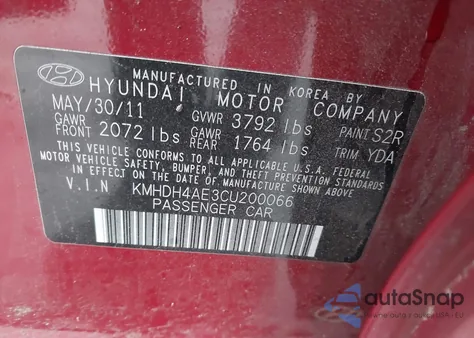 MANUFACTURED IN KOREA BY
HYUNDAI MOTOR COMPANY
MAY/30/11 GVWR 3792 lbs PAINT S2R
GAWR FRONT 2072 lbs GAWR REAR 1764 lbs TRIM YDA
THIS VEHICLE CONFORMS TO ALL APPLICABLE U.S.A. FEDERAL
MOTOR VEHICLE SAFETY, BUMPER, AND THEFT PREVENTION STANDARDS
IN EFFECT ON THE DATE OF MANUFACTURE SHOWN ABOVE.
V.I.N KMHDH4AE3CU200066
PASSENGER CAR
autoSnap